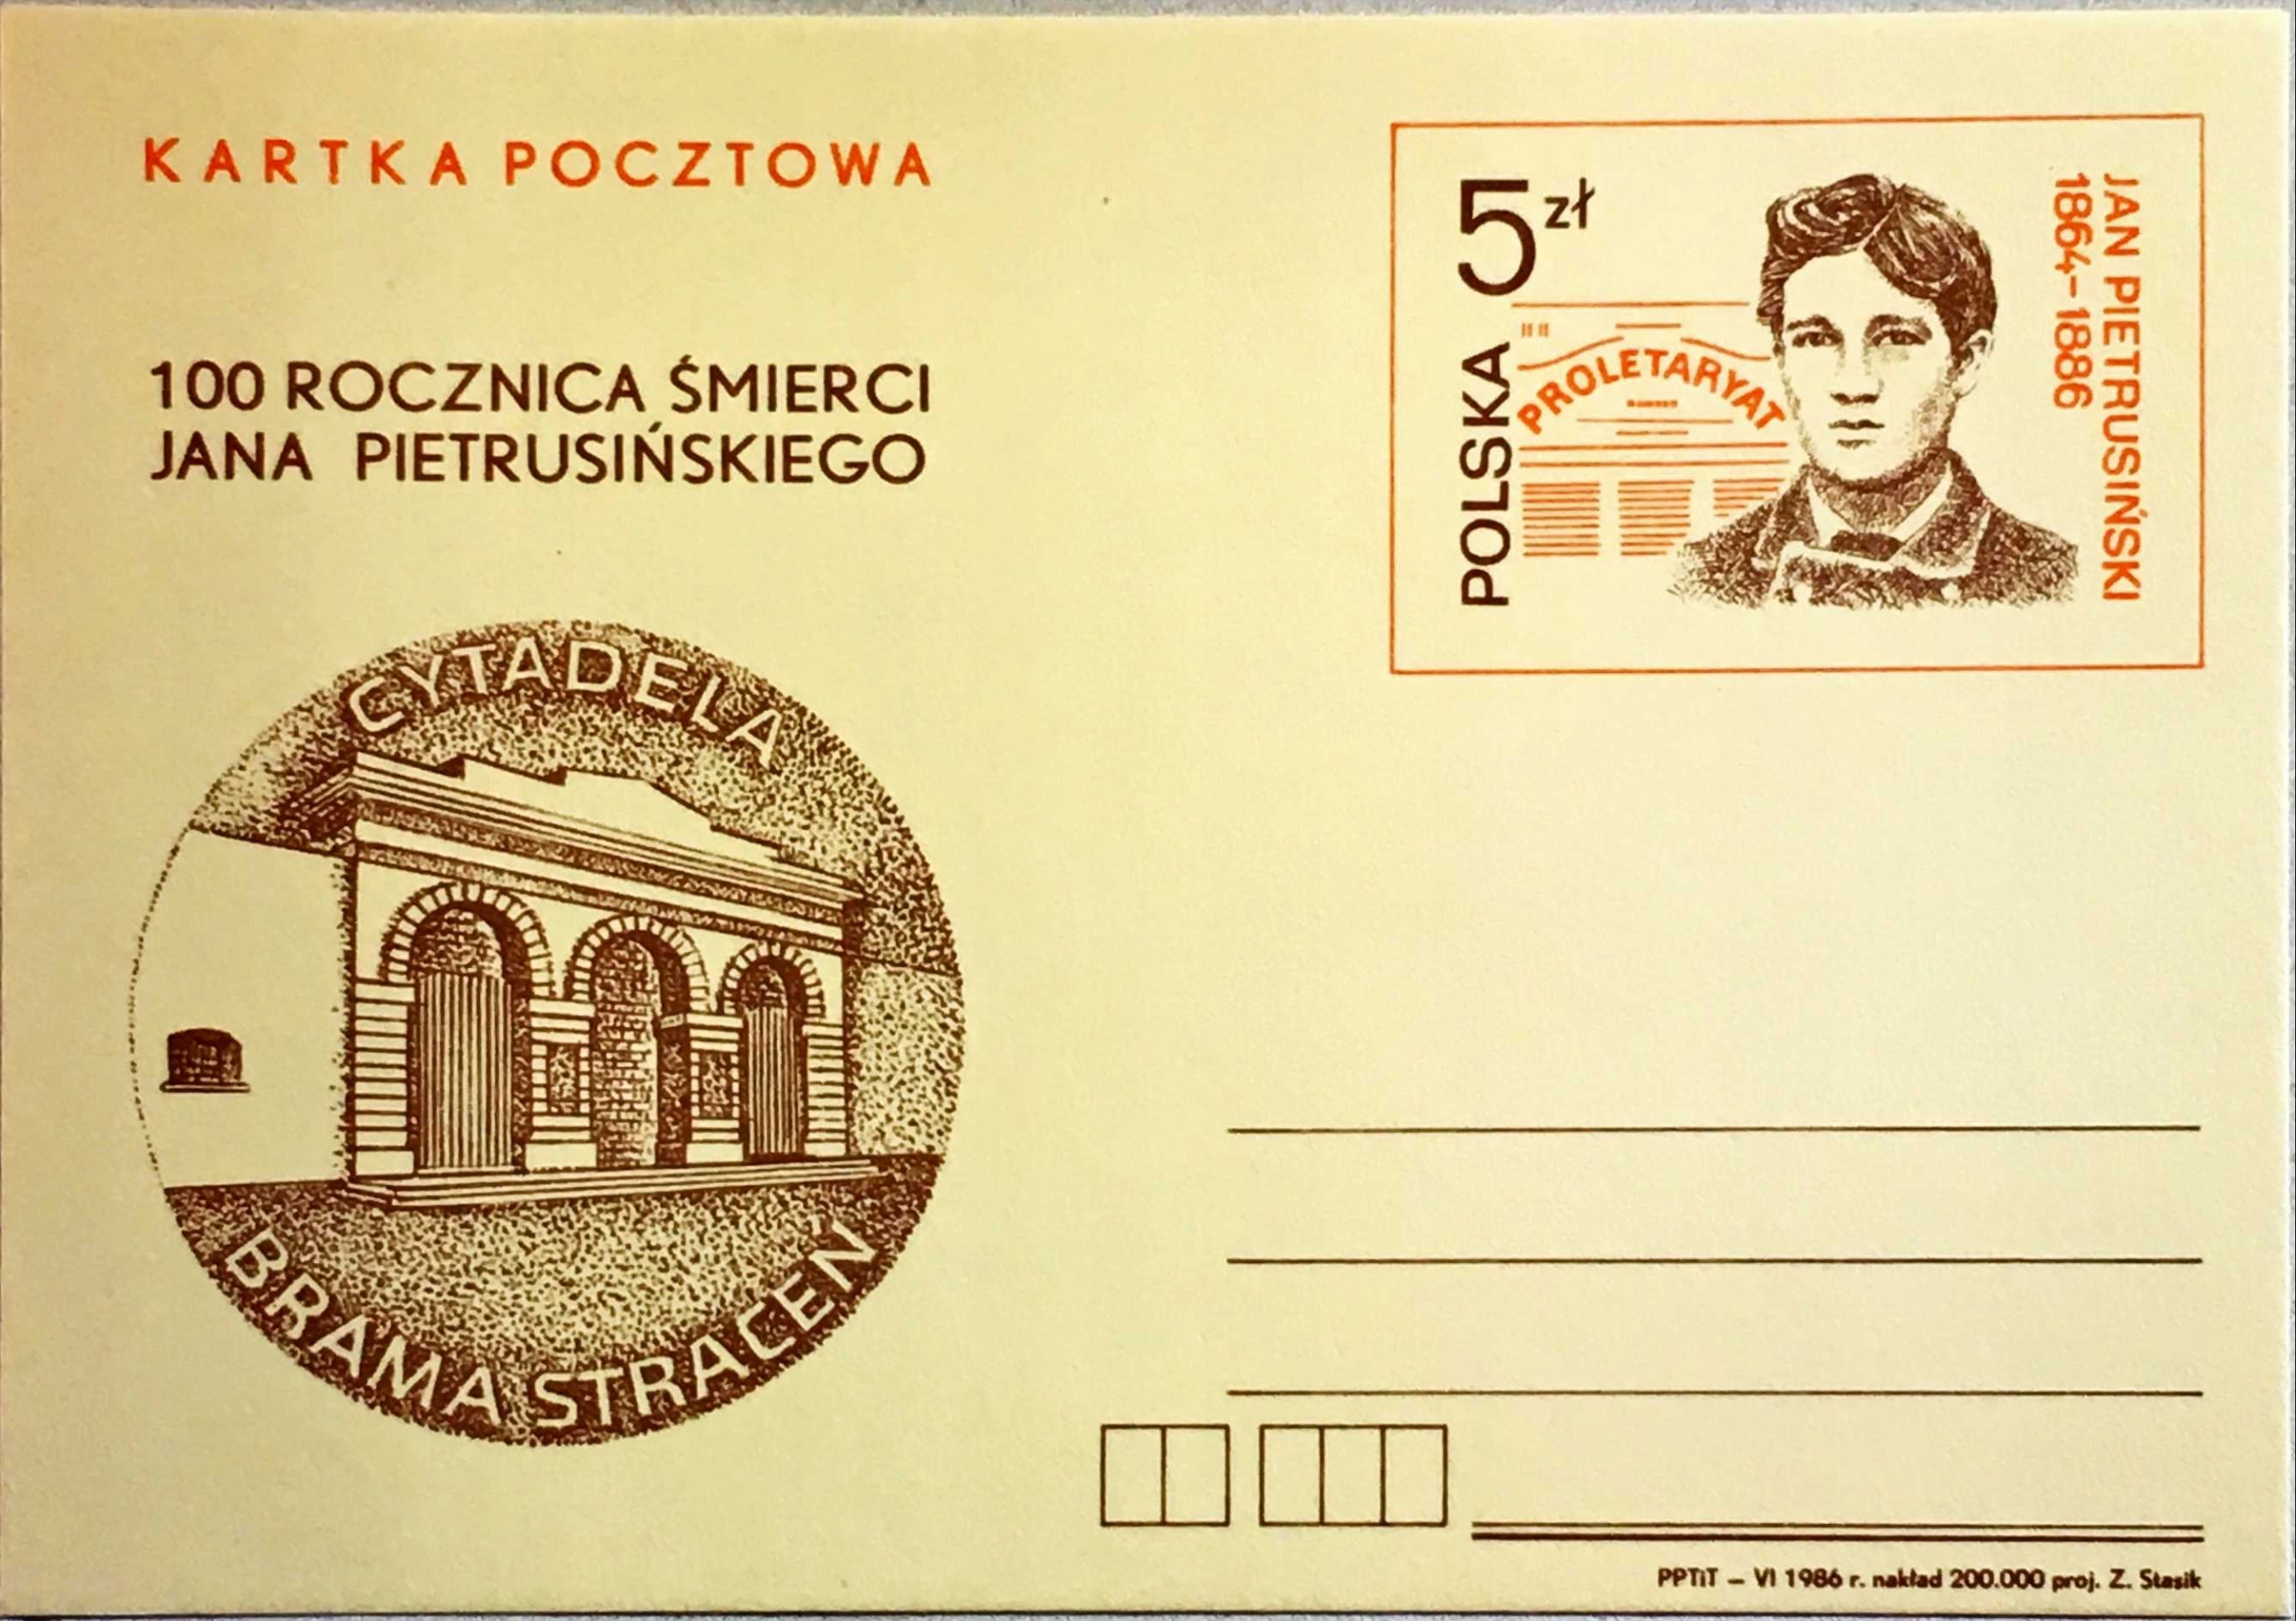 KARTKA POCZTOWA
100 ROCZNICA ŚMIERCI
JANA PIETRUSIŃSKIEGO
CYTADELA
BRAMA STRACEŃ
5 zł
POLSKA
PROLETARYAT
JAN PIETRUSIŃSKI
1864-1886
PPTiT – VI 1986 r. nakład 200.000 proj. Z. Stasik